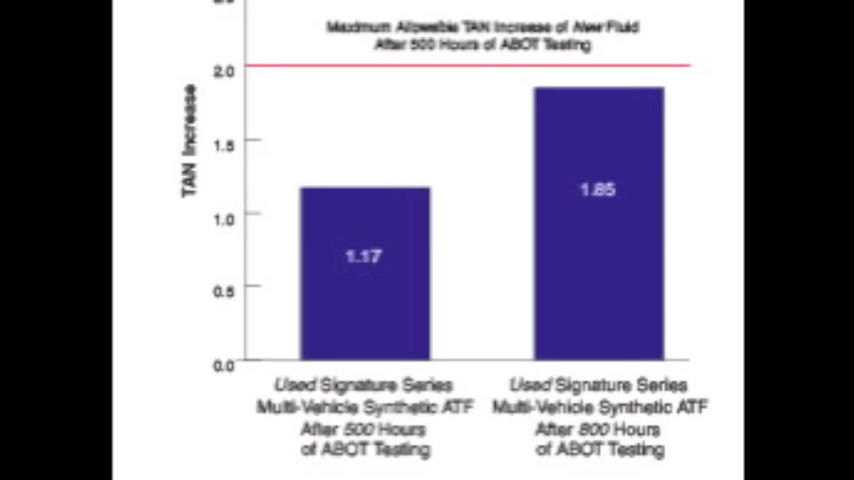 Maximum Allowable TAN Increase of New Fluid
After 500 Hours of ABOT Testing
2.0
TAN Increase
1.5
1.0
0.5
0.0
1.17
1.85
Used Signature Series
Multi-Vehicle Synthetic ATF
After 500 Hours
of ABOT Testing
Used Signature Series
Multi-Vehicle Synthetic ATF
After 800 Hours
of ABOT Testing